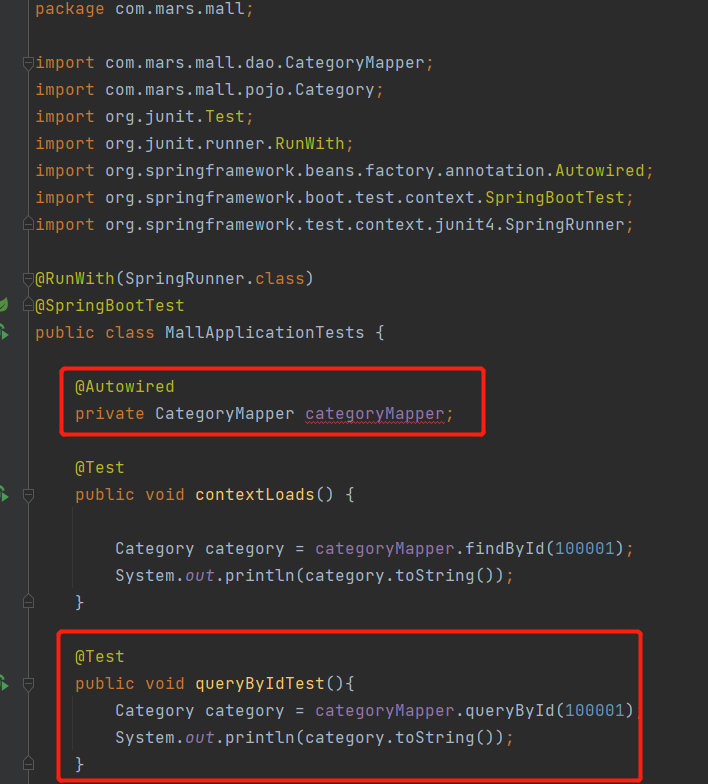 package com.mars.mall;
import com.mars.mall.dao.CategoryMapper;
import com.mars.mall.pojo.Category;
import org.junit.Test;
import org.junit.runner.RunWith;
import org.springframework.beans.factory.annotation.Autowired;
import org.springframework.boot.test.context.SpringBootTest;
import org.springframework.test.context.junit4.SpringRunner;
@RunWith(SpringRunner.class)
@SpringBootTest
public class MallApplicationTests {
@Autowired
private CategoryMapper categoryMapper;
@Test
public void contextLoads() {
Category category = categoryMapper.findById(100001);
System.out.println(category.toString());
}
@Test
public void queryByIdTest(){
Category category = categoryMapper.queryById(100001)
System.out.println(category.toString());
}